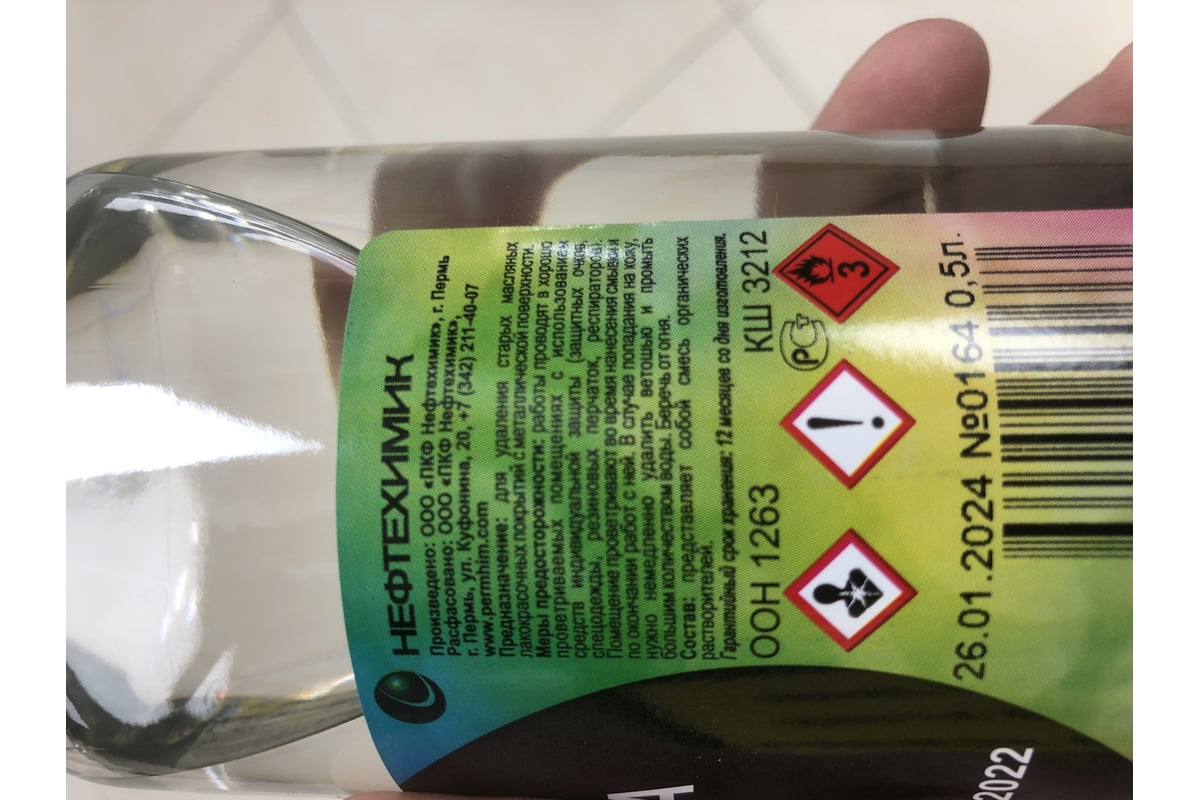 НЕФТЕХИМИК
Произведено: ООО «ПКФ Нефтехимик», г. Пермь
Расфасовано: ООО «ПКФ Нефтехимик»,
г. Пермь, ул. Куфонина, 20, +7 (342) 211-40-07
www.permhim.com
Предназначение: для удаления старых масляных
лакокрасочных покрытий с металлической поверхности.
Меры предосторожности: работы проводят в хорошо
проветриваемых помещениях с использованием
средств индивидуальной защиты (защитных очков,
спецодежды, резиновых перчаток, респираторов).
Помещение проветривают во время нанесения смывки и
по окончании работ с ней. В случае попадания на кожу,
нужно немедленно удалить ветошью и промыть
большим количеством воды. Беречь от огня.
Состав: представляет собой смесь органических
растворителей.
Гарантийный срок хранения: 12 месяцев со дня изготовления.
ООН 1263 КШ 3212
РСТ
3
26.01.2024 №0164 0,5л.
2022